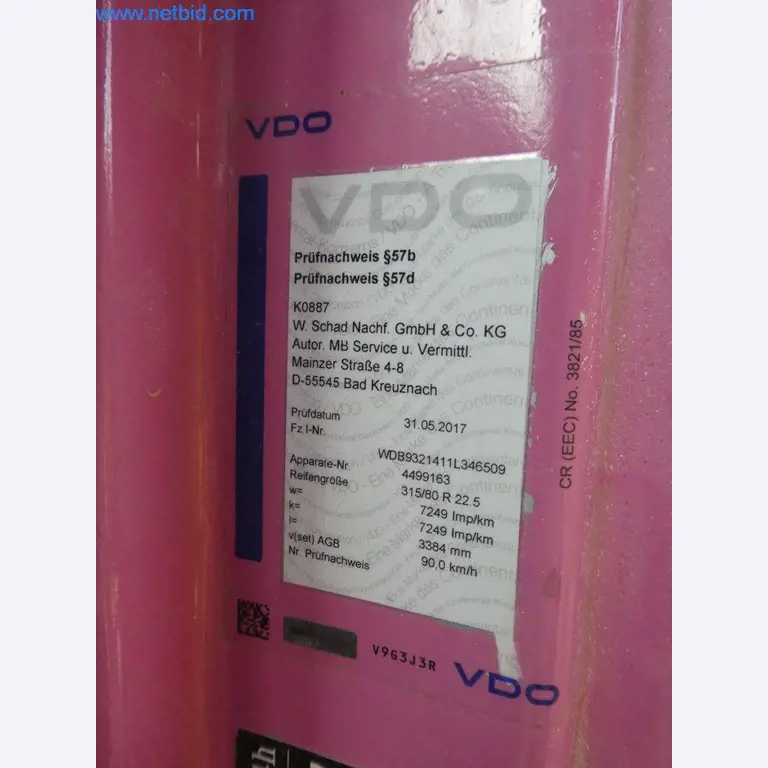 www.netbid.com
VDO
VDO
Prüfnachweis §57b
Prüfnachweis §57d
K0887
W. Schad Nachf. GmbH & Co. KG
Autor. MB Service u. Vermittl.
Mainzer Straße 4-8
D-55545 Bad Kreuznach
Prüfdatum 31.05.2017
Fz.I-Nr. WDB9321411L346509
Apparate-Nr. 4499163
Reifengröße 315/80 R 22.5
w= 7249 Imp/km
k= 7249 Imp/km
l= 3384 mm
v(set) AGB 90,0 km/h
Nr. Prüfnachweis
CR (EEC) No. 3821/85
V9G3J3R
VDO